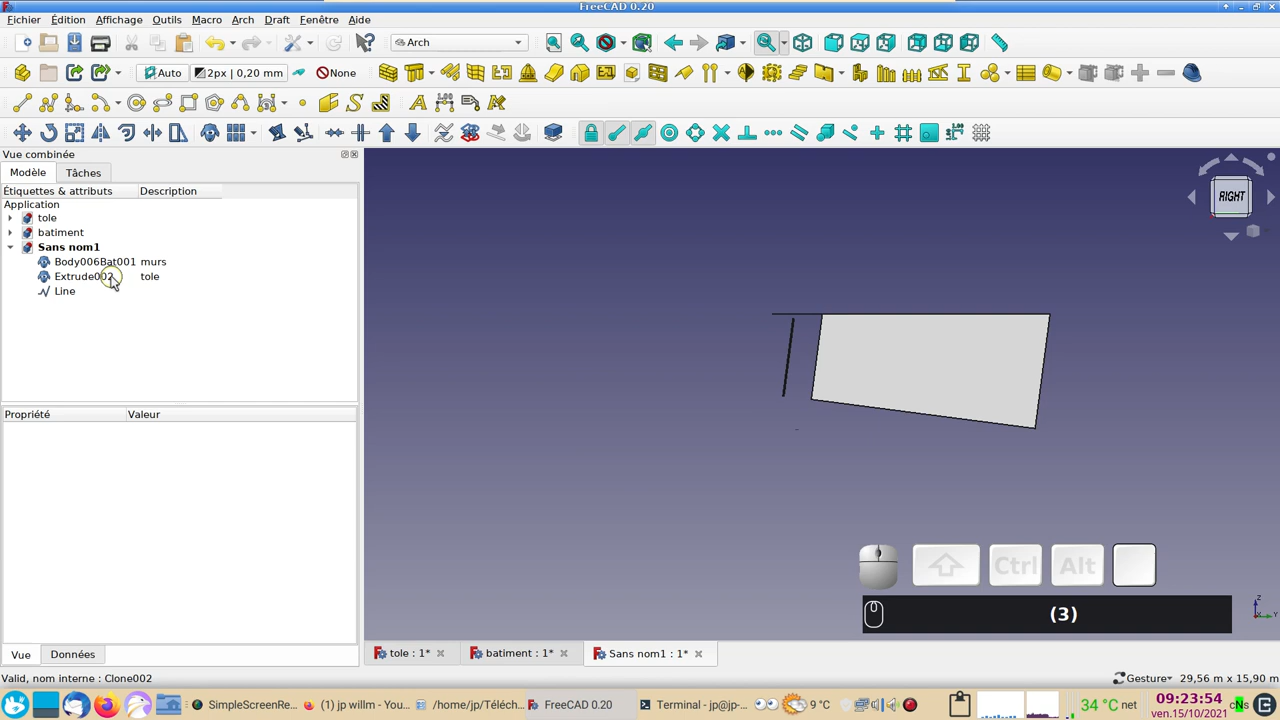 FreeCAD 0.20
Fichier Édition Affichage Outils Macro Arch Draft Fenêtre Aide
Arch
Auto 2px | 0,20 mm None
Vue combinée
Modèle Tâches
Étiquettes & attributs Description
Application
tole
batiment
Sans nom1
Body006Bat001 murs
Extrude002 tole
Line
RIGHT
Propriété Valeur
Ctrl Alt
(3)
Z
Y
Vue Données
tole : 1* batiment : 1* Sans nom1 : 1*
Valid, nom interne : Clone002 Gesture 29,56 m x 15,90 m
SimpleScreenRe... (1) jp willm - You... /home/jp/Téléch... FreeCAD 0.20 Terminal - jp@jp-... 9 °C 34 °C net 09:23:54 cNs
ven.15/10/2021